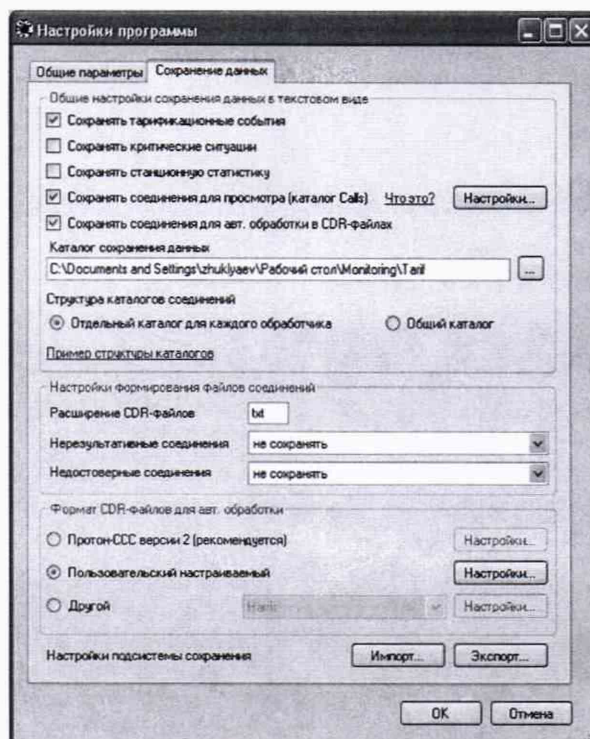 Настройки программы
Общие параметры
Сохранение данных
Общие настройки сохранения данных в текстовом виде
Сохранять тарификационные события
Сохранять критические ситуации
Сохранять станционную статистику
Сохранять соединения для просмотра (каталог Calls) Что это? Настройки...
Сохранять соединения для авт. обработки в CDR-файлах
Каталог сохранения данных
C:\Documents and Settings\zhuklyaev\Рабочий стол\Monitoring\Tarif ...
Структура каталогов соединений
Отдельный каталог для каждого обработчика Общий каталог
Пример структуры каталогов
Настройки формирования файлов соединений
Расширение CDR-файлов txt
Нерезультативные соединения не сохранять
Недостоверные соединения не сохранять
Формат CDR-файлов для авт. обработки
Протон-ССС версии 2 (рекомендуется) Настройки...
Пользовательский настраиваемый Настройки...
Другой Настройки...
Настройки подсистемы сохранения Импорт... Экспорт...
OK Отмена